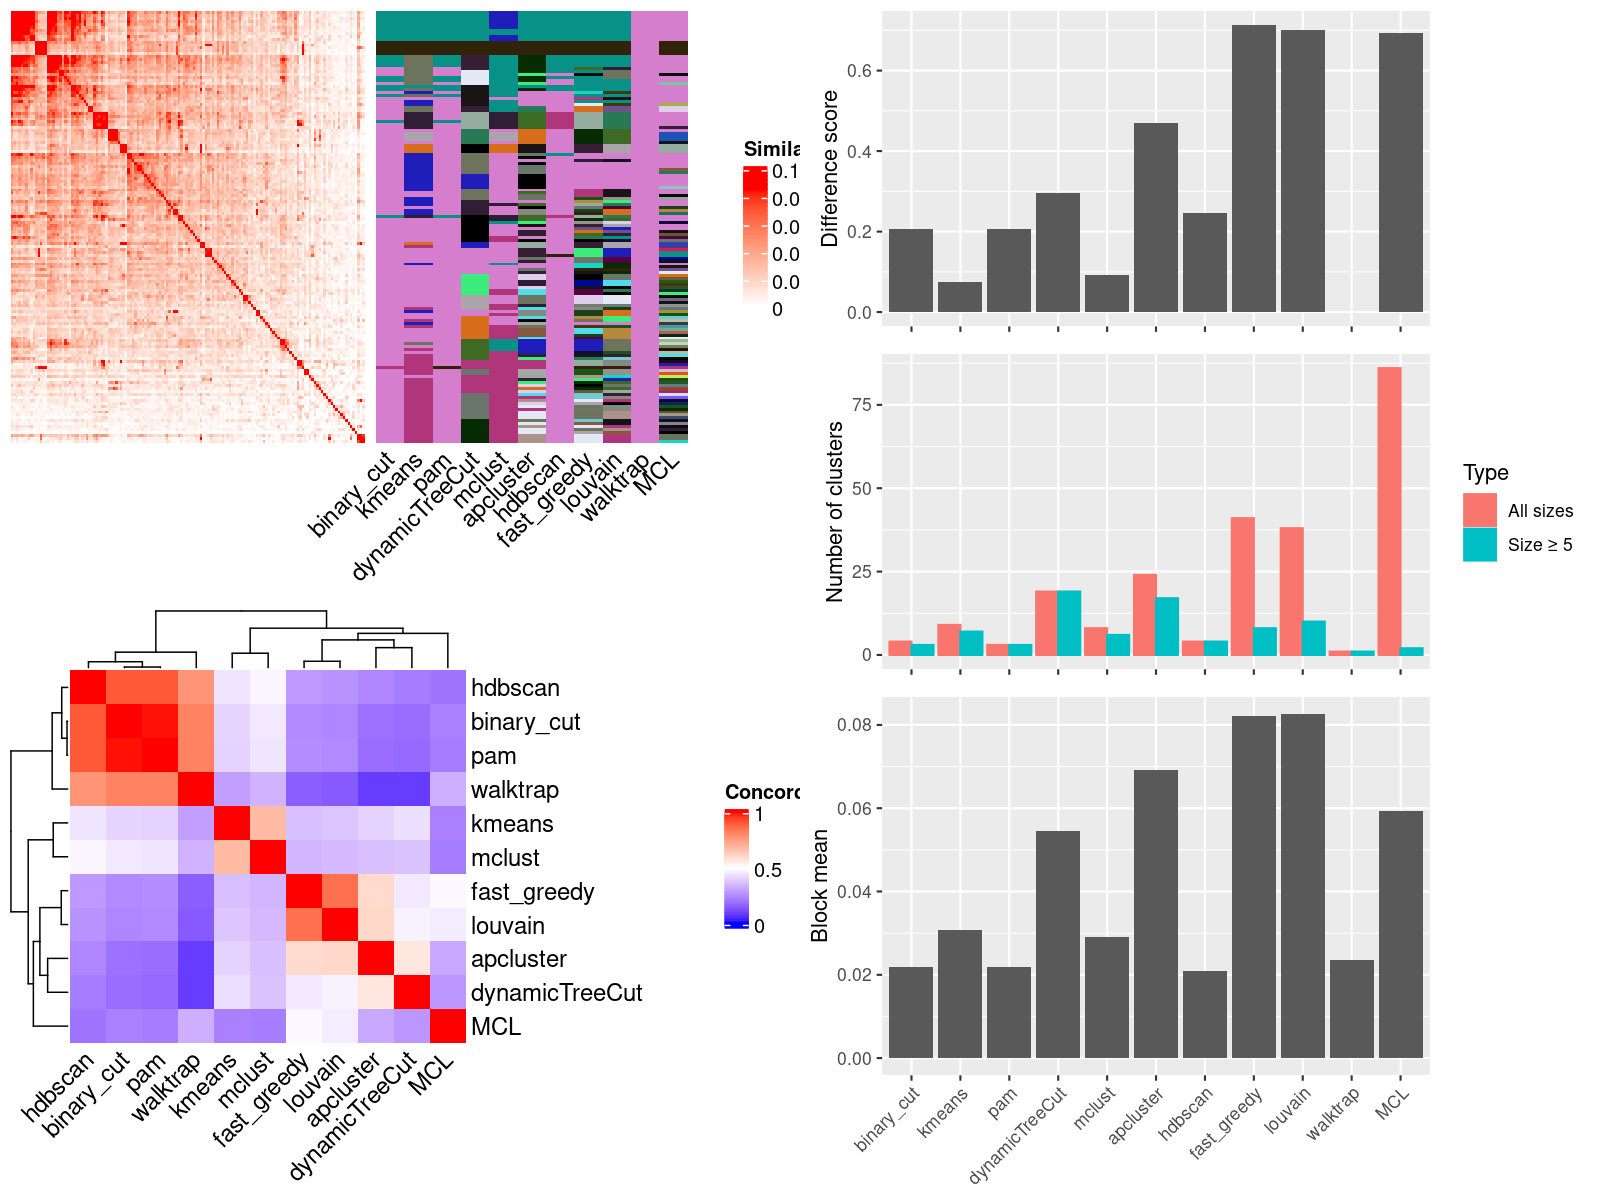 Simila
0.1
0.0
0.0
0.0
0.0
0
binary_cut
kmeans
pam
dynamicTreeCut
mclust
apcluster
hdbscan
fast_greedy
louvain
walktrap
MCL
hdbscan
binary_cut
pam
walktrap
kmeans
mclust
fast_greedy
louvain
apcluster
dynamicTreeCut
MCL
hdbscan
binary_cut
pam
walktrap
kmeans
mclust
fast_greedy
louvain
apcluster
dynamicTreeCut
MCL
Concord
1
0.5
0
Difference score
0.6
0.4
0.2
0.0
Number of clusters
75
50
25
0
Type
All sizes
Size ≥ 5
Block mean
0.08
0.06
0.04
0.02
0.00
binary_cut
kmeans
pam
dynamicTreeCut
mclust
apcluster
hdbscan
fast_greedy
louvain
walktrap
MCL